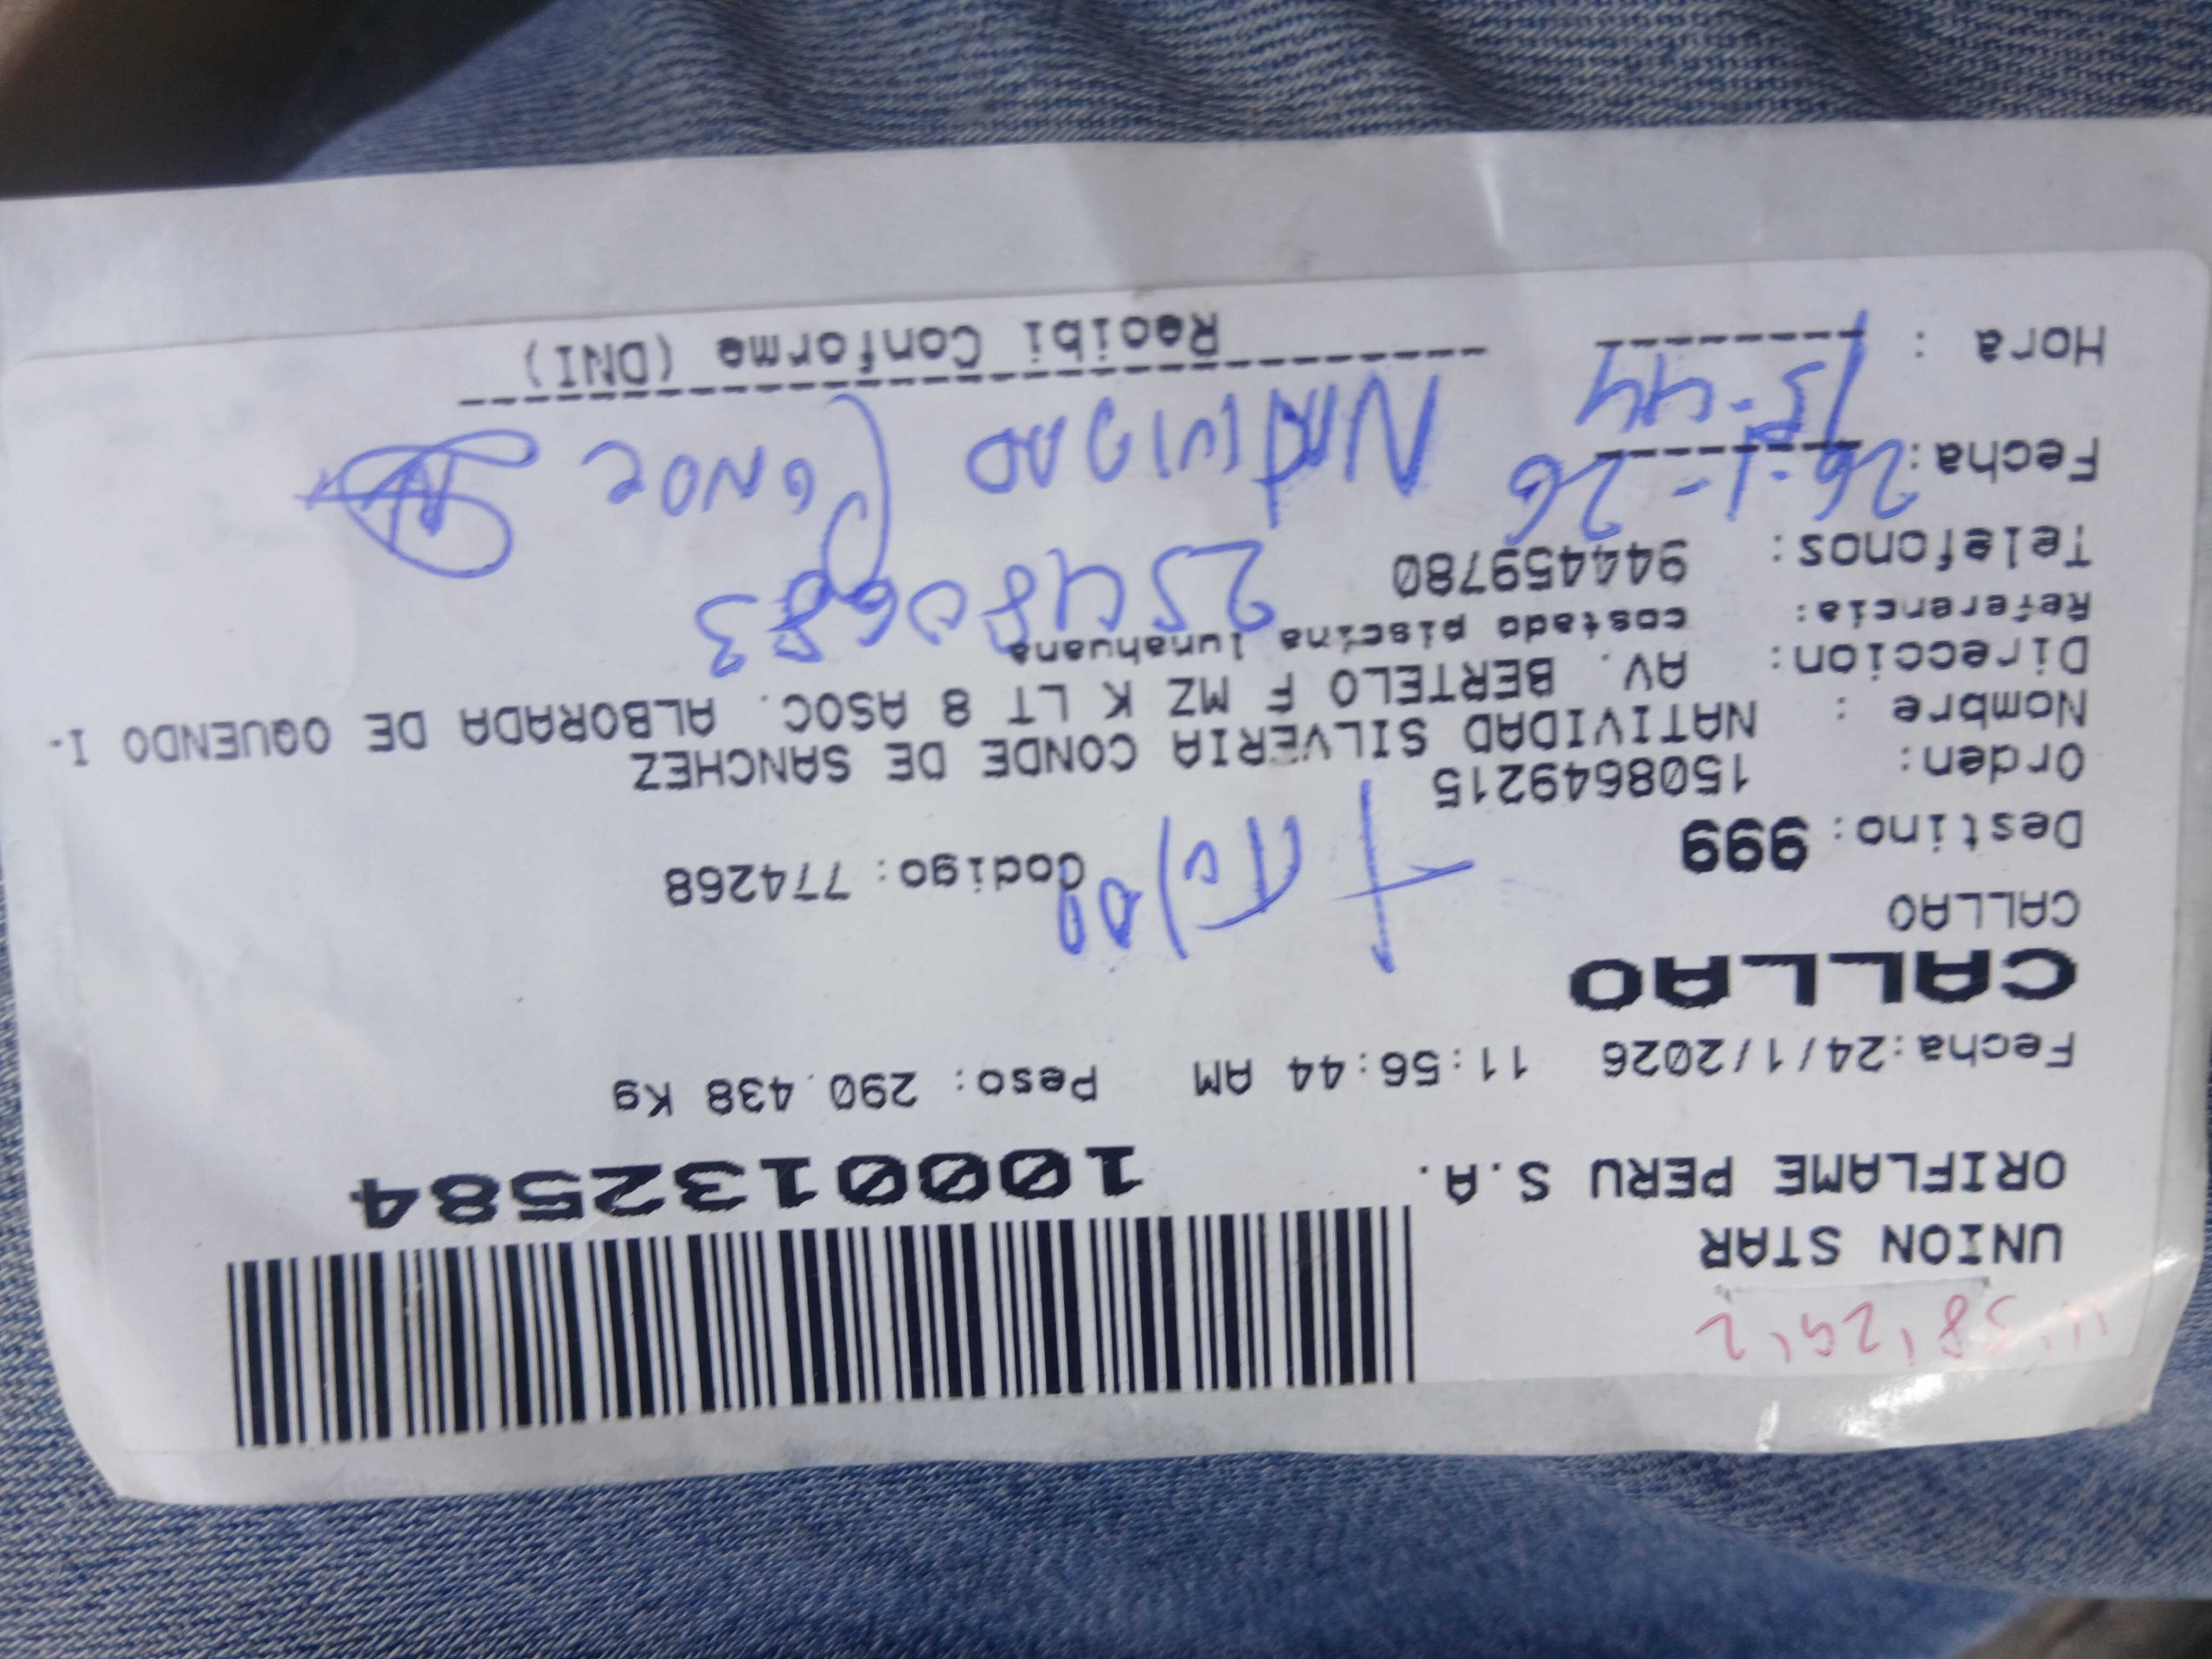 UNION STAR
ORIFLAME PERU S.A. 1000132584
Fecha:24/1/2026 11:56:44 AM Peso: 290.438 Kg
CALLAO
CALLAO
Destino: 999 Codigo: 774268
Orden: 1508649215
Nombre : NATIVIDAD SILVERIA CONDE DE SANCHEZ
Direccion: AV. BERTELO F MZ K LT 8 ASOC. ALBORADA DE OQUENDO I-
Referencia: costado piscina lunahuana
Telefonos: 944459780
Fecha: 26-1-26 NATIVIDAD CONDE
Hora : 15-44
Recibi Conforme (DNI)